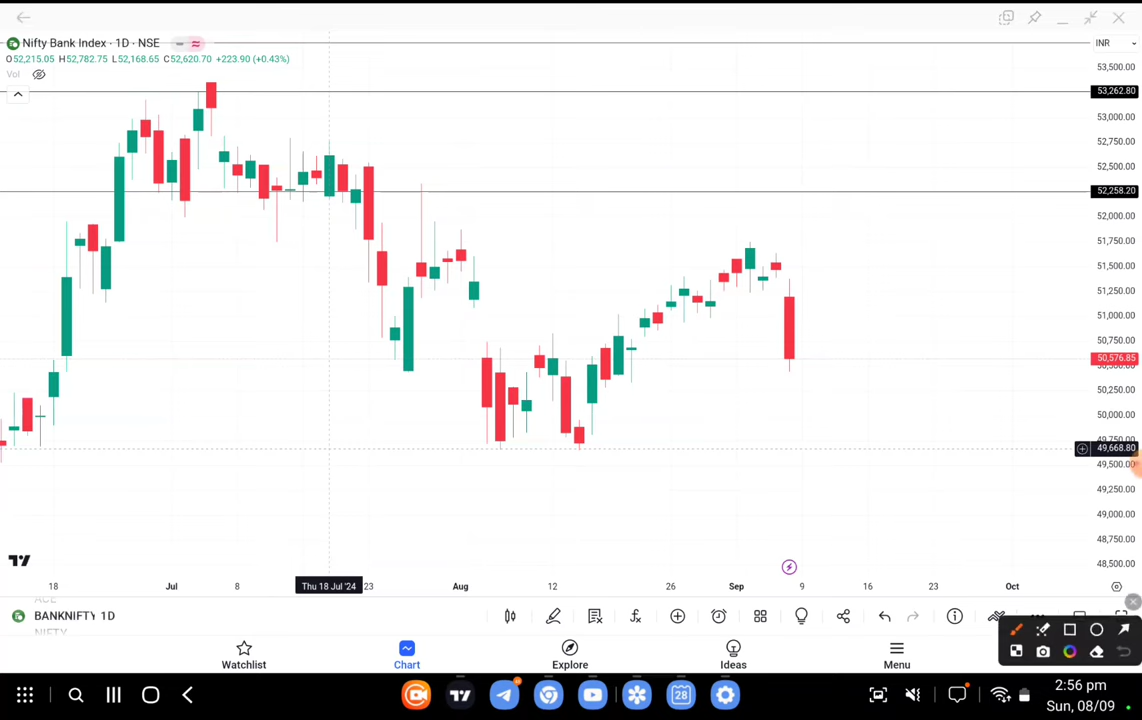 Nifty Bank Index · 1D · NSE
O52,215.05 H52,782.75 L52,168.65 C52,620.70 +223.90 (+0.43%)
Vol
INR
53,500.00
53,262.80
53,000.00
52,750.00
52,500.00
52,258.20
52,000.00
51,750.00
51,500.00
51,250.00
51,000.00
50,750.00
50,576.85
50,250.00
50,000.00
49,668.80
49,500.00
49,250.00
49,000.00
48,750.00
48,500.00
18 Jul 8 Thu 18 Jul '24 23 Aug 12 26 Sep 9 16 23 Oct
BANKNIFTY 1D
NIFTY
Watchlist Chart Explore Ideas Menu
28
2:56 pm
Sun, 08/09